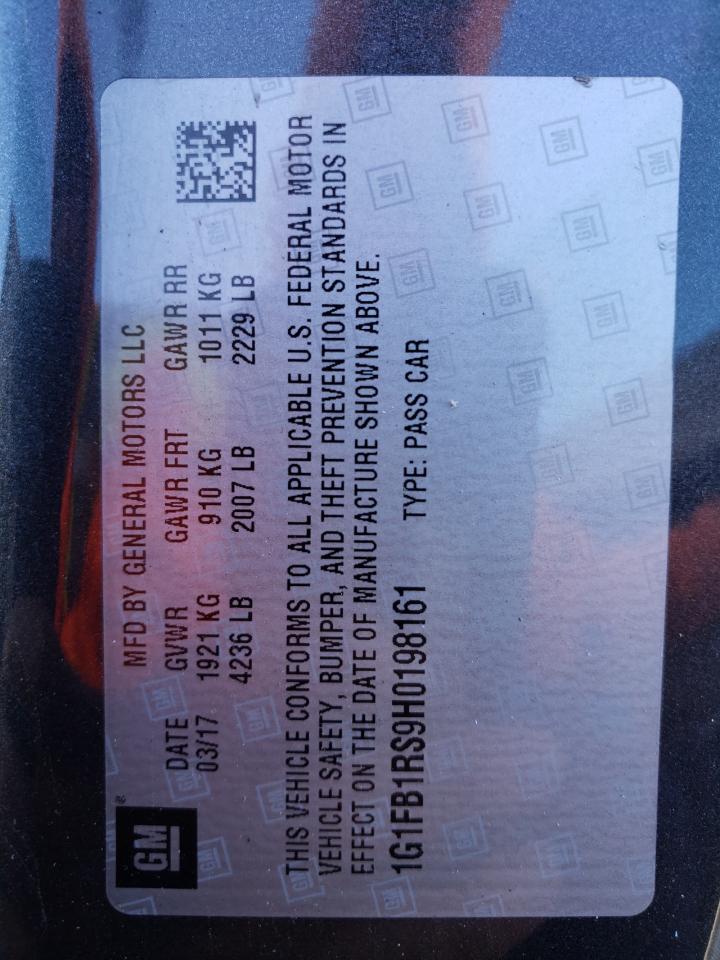 GM®
MFD BY GENERAL MOTORS LLC
DATE GVWR GAWR FRT GAWR RR
03/17 1921 KG 910 KG 1011 KG
4236 LB 2007 LB 2229 LB
THIS VEHICLE CONFORMS TO ALL APPLICABLE U.S. FEDERAL MOTOR
VEHICLE SAFETY, BUMPER, AND THEFT PREVENTION STANDARDS IN
EFFECT ON THE DATE OF MANUFACTURE SHOWN ABOVE.
1G1FB1RS9H0198161 TYPE: PASS CAR